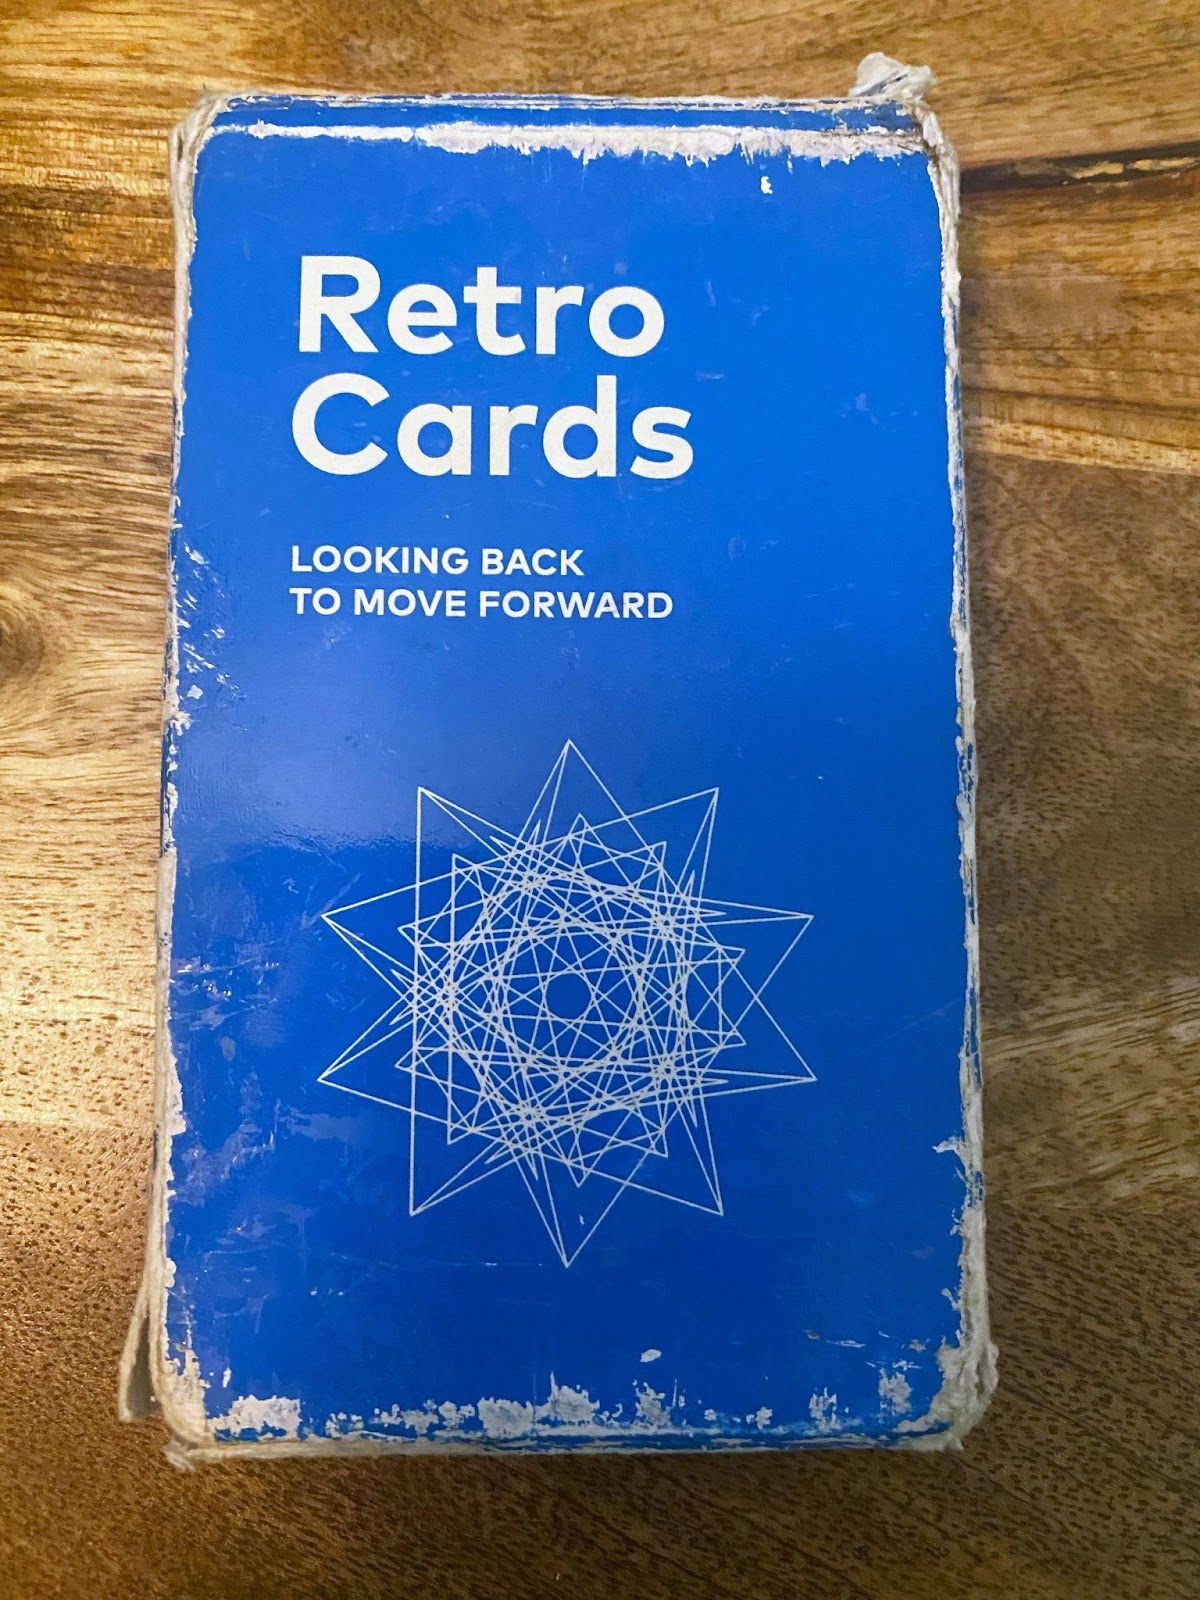 Retro
Cards
LOOKING BACK
TO MOVE FORWARD